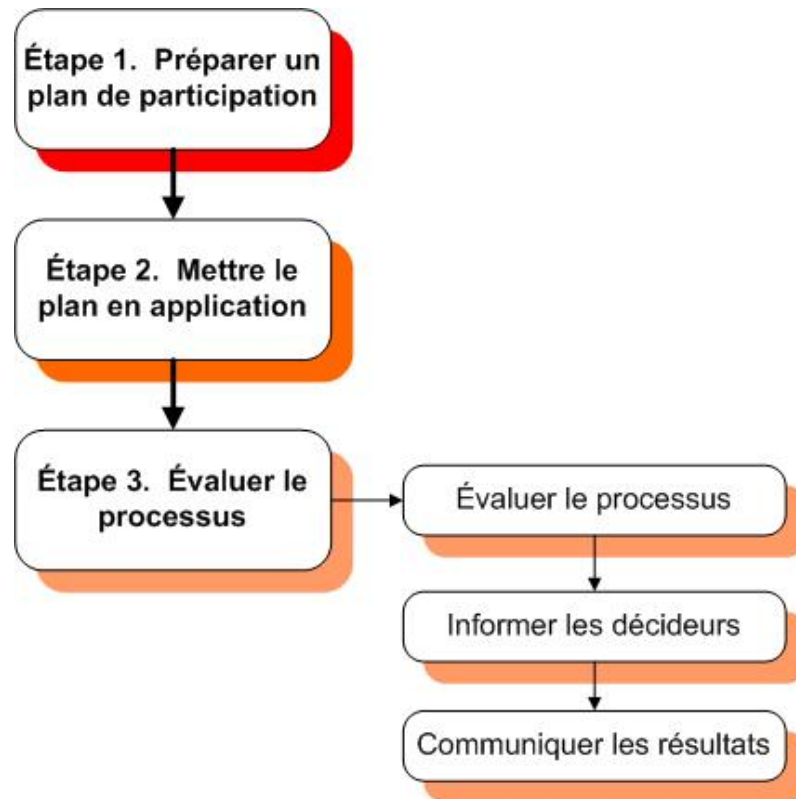 Étape 1.  Préparer un
plan de participation
Étape 2.  Mettre le
plan en application
Étape 3.  Évaluer le
processus
Évaluer le processus
Informer les décideurs
Communiquer les résultats